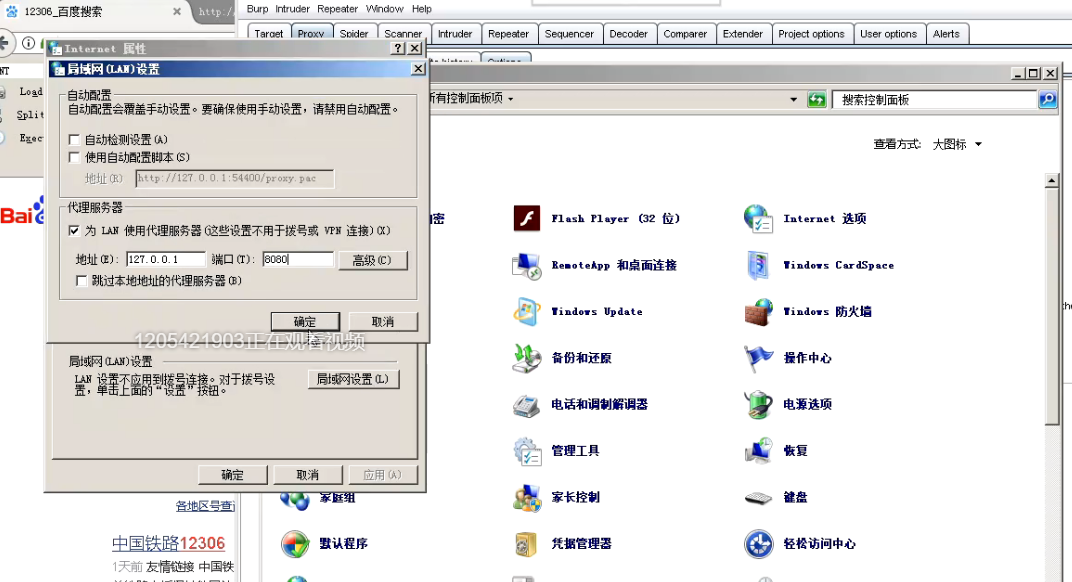 12306_百度搜索
http:/
Burp Intruder Repeater Window Help
Target Proxy Spider Scanner Intruder Repeater Sequencer Decoder Comparer Extender Project options User options Alerts
Options
Internet 属性
局域网(LAN)设置
自动配置
自动配置会覆盖手动设置。要确保使用手动设置，请禁用自动配置。
自动检测设置(A)
使用自动配置脚本(S)
地址(R) http://127.0.0.1:54400/proxy.pac
代理服务器
为 LAN 使用代理服务器(这些设置不用于拨号或 VPN 连接)(X)
地址(E): 127.0.0.1 端口(T): 8080 高级(C)
跳过本地地址的代理服务器(B)
确定 取消
1205421903正在观看视频
局域网(LAN)设置
LAN 设置不应用到拨号连接。对于拨号设
置，单击上面的“设置”按钮。
局域网设置(L)
确定 取消 应用(A)
NT
Load
Split
Exec
Bai
所有控制面板项
搜索控制面板
查看方式: 大图标
密 Flash Player (32 位) Internet 选项
RemoteApp 和桌面连接 Windows CardSpace
Windows Update Windows 防火墙
备份和还原 操作中心
电话和调制解调器 电源选项
管理工具 恢复
家庭组 家长控制 键盘
默认程序 凭据管理器 轻松访问中心
各地区号查
中国铁路12306
1天前 友情链接 中国铁